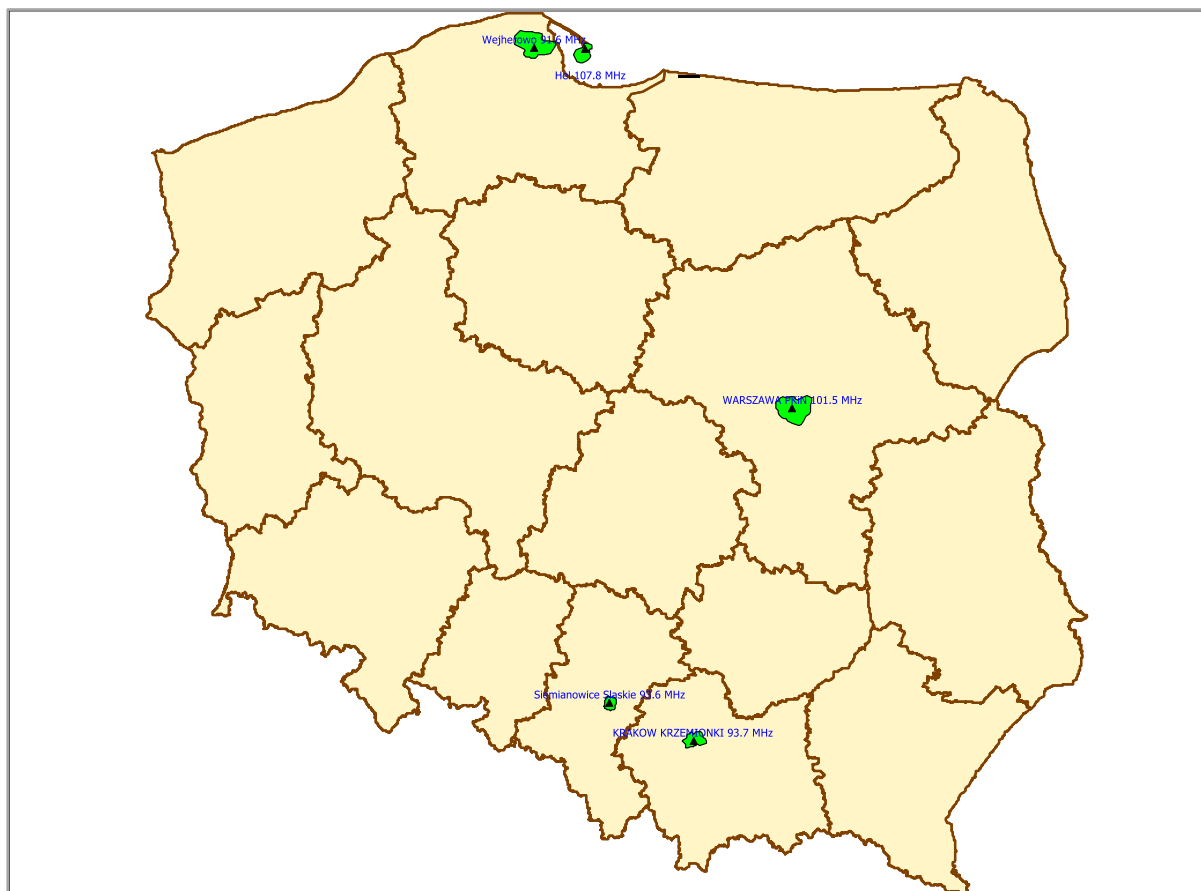 Wejherowo 91.6 MHz
Hel 107.8 MHz
WARSZAWA PKiN 101.5 MHz
Siemianowice Slaskie 93.6 MHz
KRAKOW KRZEMIONKI 93.7 MHz